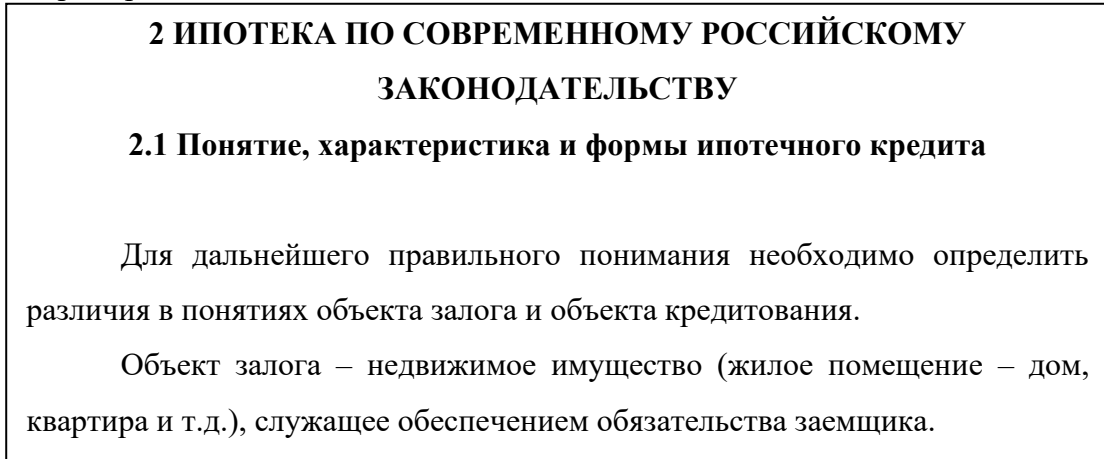 2 ИПОТЕКА ПО СОВРЕМЕННОМУ РОССИЙСКОМУ
ЗАКОНОДАТЕЛЬСТВУ
2.1 Понятие, характеристика и формы ипотечного кредита
Для дальнейшего правильного понимания необходимо определить
различия в понятиях объекта залога и объекта кредитования.
Объект залога – недвижимое имущество (жилое помещение – дом,
квартира и т.д.), служащее обеспечением обязательства заемщика.